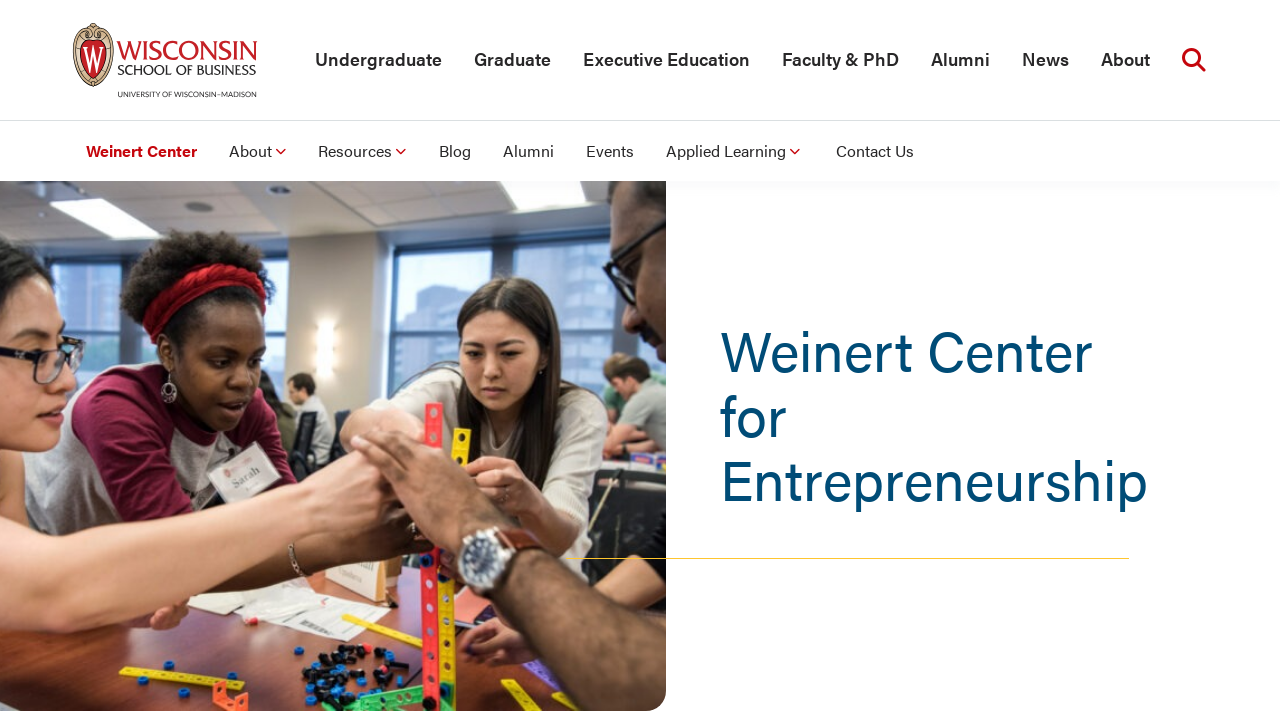 WISCONSIN
SCHOOL OF BUSINESS
UNIVERSITY OF WISCONSIN–MADISON
Undergraduate Graduate Executive Education Faculty & PhD Alumni News About
Weinert Center About Resources Blog Alumni Events Applied Learning Contact Us
Weinert Center
for
Entrepreneurship
Sarah